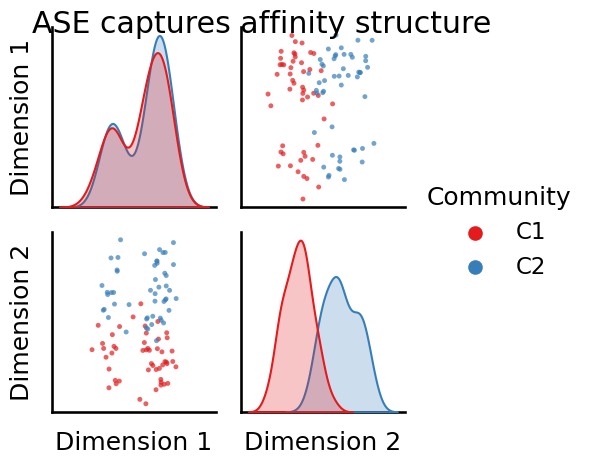 ASE captures affinity structure
Dimension 1
Community
C1
C2
Dimension 2
Dimension 1
Dimension 2